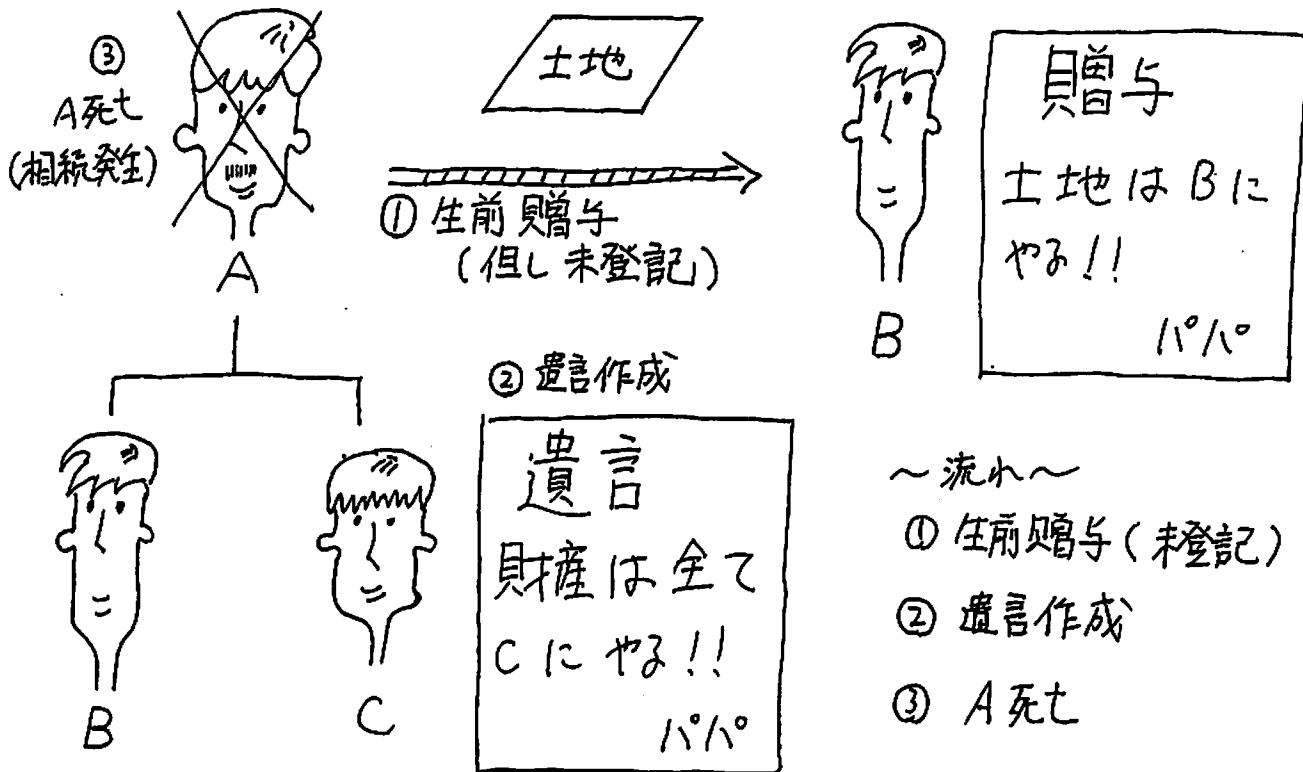 ③
A死亡
(相続発生)
A
土地
① 生前贈与
(但し未登記)
B
贈与
土地はBに
やる!!
パパ
B
C
② 遺言作成
遺言
財産は全て
Cにやる!!
パパ
～流れ～
① 生前贈与(未登記)
② 遺言作成
③ A死亡